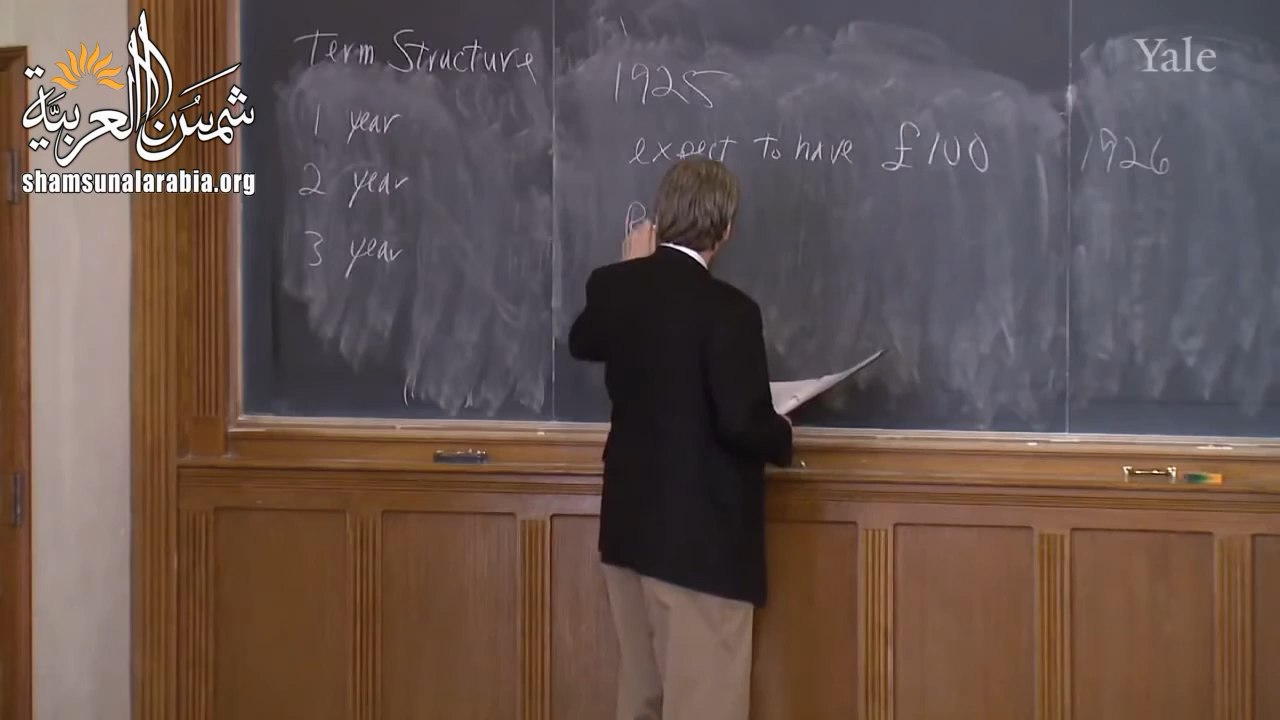 شمس العربية
shamsunalarabia.org
Yale
Term Structure
1 year
2 year
3 year
1925
expect to have £100 1926